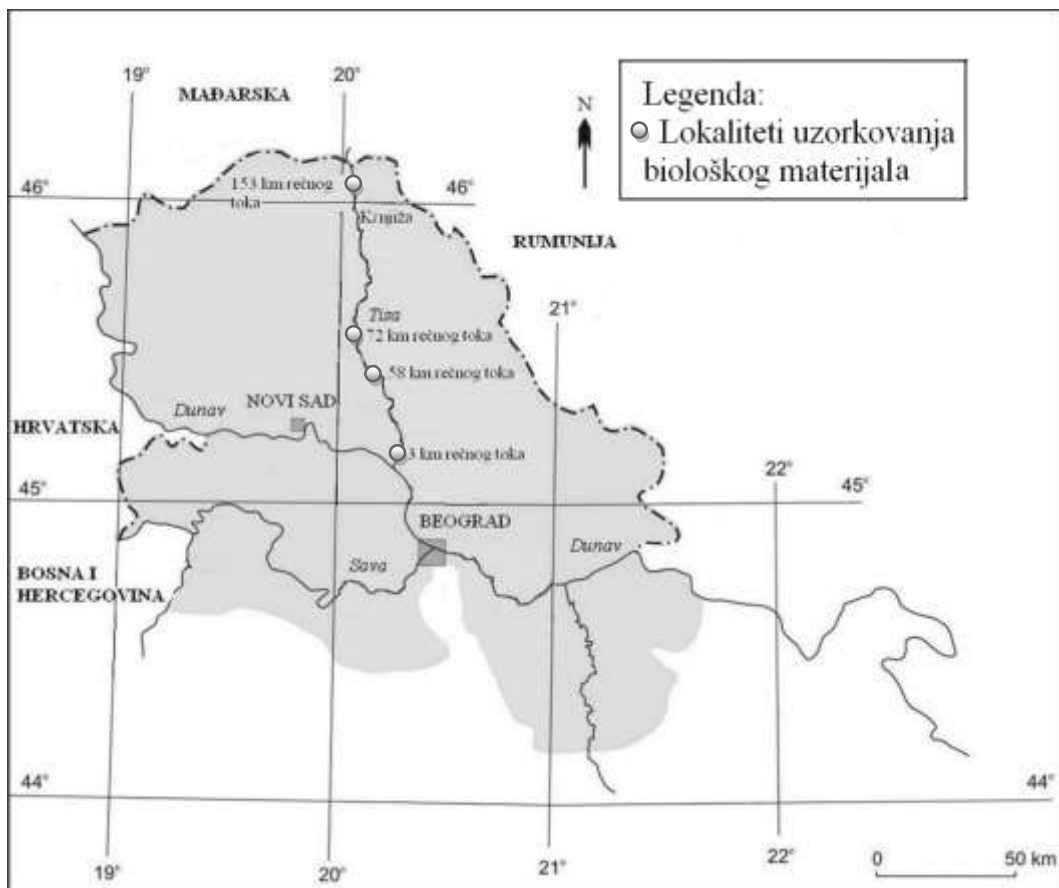 19°
20°
MAĐARSKA
N
Legenda:
Lokaliteti uzorkovanja
biološkog materijala
153 km rečnog
toka
46°
46°
RUMUNIJA
21°
Tisa
72 km rečnog toka
58 km rečnog toka
NOVI SAD
Dunav
HRVATSKA
3 km rečnog toka
22°
45°
45°
BEOGRAD
Dunav
Sava
BOSNA I
HERCEGOVINA
44°
44°
19°
20°
21°
22°
0
50 km